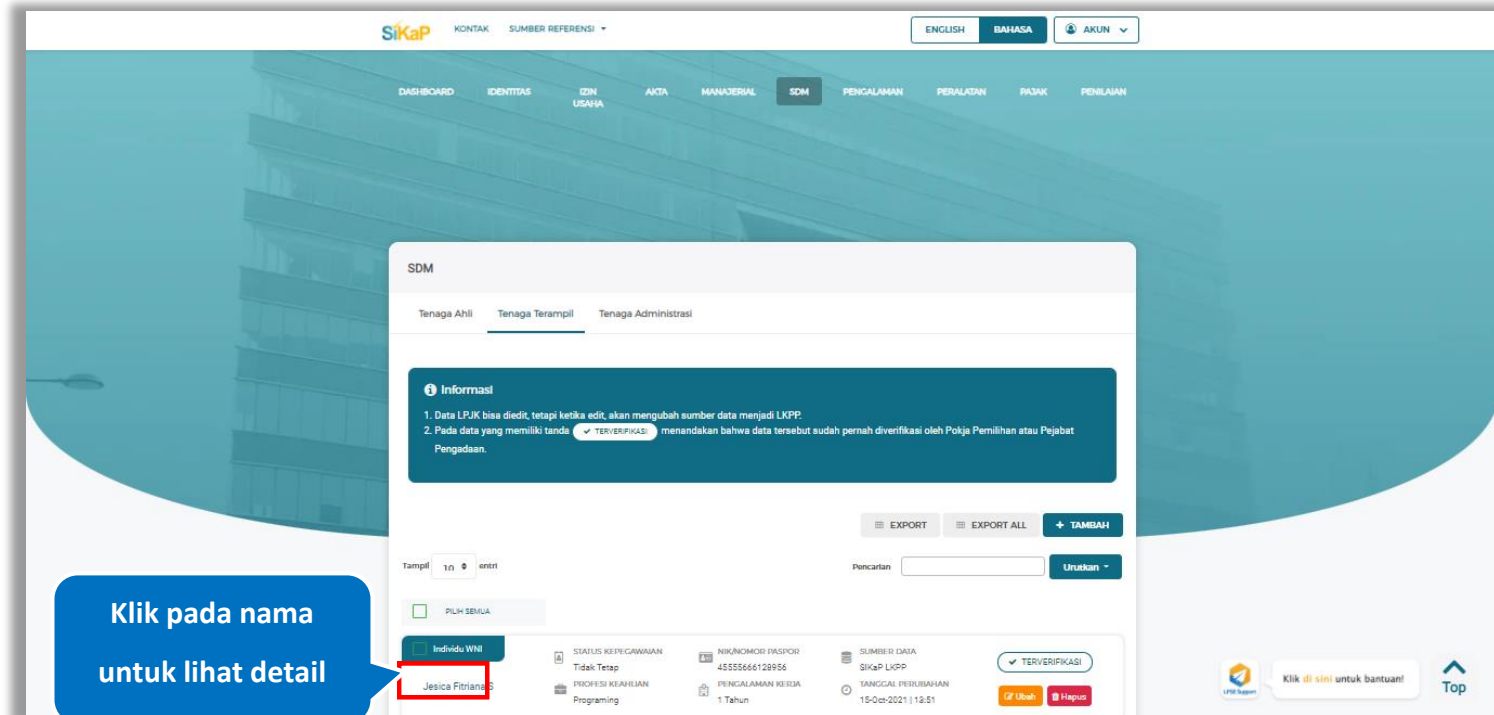 SiKaP
KONTAK
SUMBER REFERENSI
ENGLISH
BAHASA
AKUN
DASHBOARD
IDENTITAS
IZIN
USAHA
AKTA
MANAJERIAL
SDM
PENGALAMAN
PERALATAN
PAJAK
PENILAIAN
SDM
Tenaga Ahli
Tenaga Terampil
Tenaga Administrasi
Informasi
1. Data LPJK bisa diedit, tetapi ketika edit, akan mengubah sumber data menjadi LKPP.
2. Pada data yang memiliki tanda TERVERIFIKASI menandakan bahwa data tersebut sudah pernah diverifikasi oleh Pokja Pemilihan atau Pejabat
Pengadaan.
EXPORT
EXPORT ALL
+ TAMBAH
Tampil 10 entri
Pencarian
Urutkan
PILIH SEMUA
Klik pada nama
untuk lihat detail
Individu WNI
Jesica Fitriana S
STATUS KEPEGAWAIAN
Tidak Tetap
PROFESI KEAHLIAN
Programing
NIK/NOMOR PASPOR
45555666128956
PENGALAMAN KERJA
1 Tahun
SUMBER DATA
SIKaP LKPP
TANGGAL PERUBAHAN
15-Oct-2021 | 13:51
TERVERIFIKASI
Ubah
Hapus
LPSE Support
Klik di sini untuk bantuan!
Top